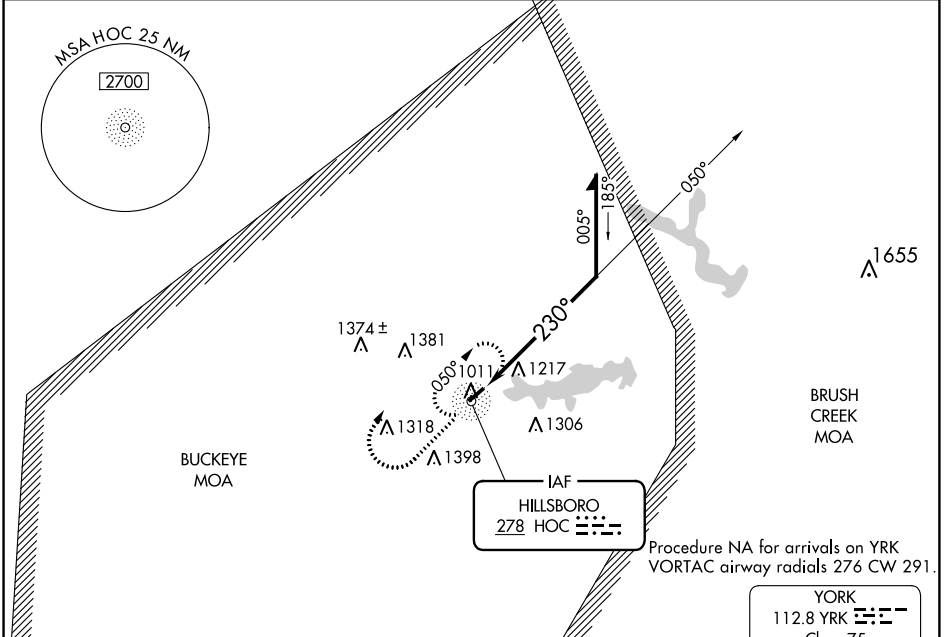 MSA HOC 25 NM
2700
005°
185°
050°
230°
1655
1374 ±
1381
050°
1011
1217
1318
1306
1398
BUCKEYE
MOA
BRUSH
CREEK
MOA
IAF
HILLSBORO
278 HOC
Procedure NA for arrivals on YRK
VORTAC airway radials 276 CW 291.
YORK
112.8 YRK